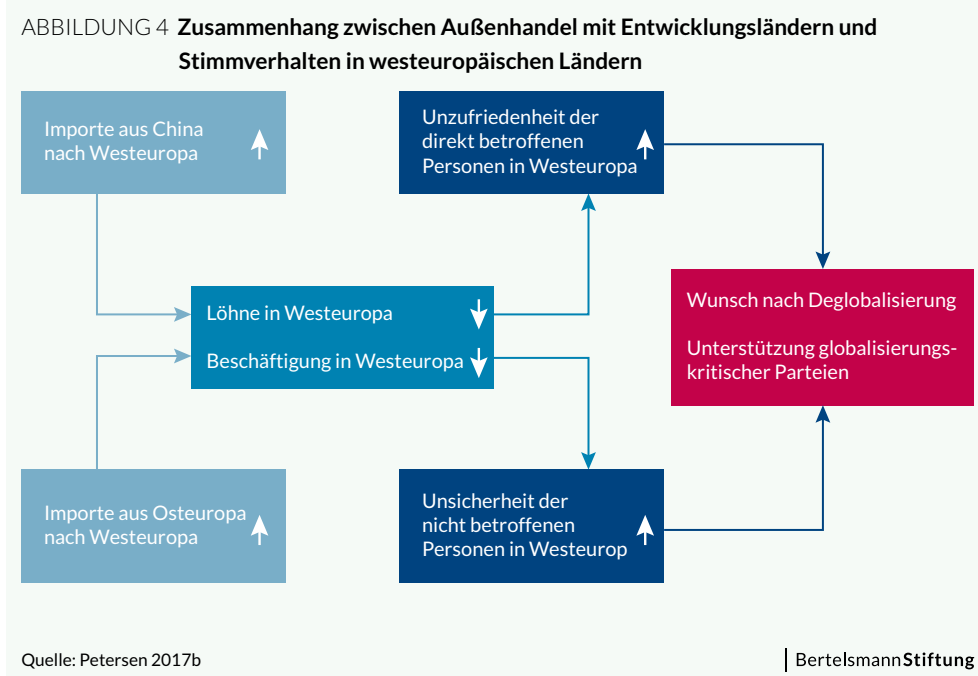 ABBILDUNG 4 Zusammenhang zwischen Außenhandel mit Entwicklungsländern und
Stimmverhalten in westeuropäischen Ländern
Importe aus China
nach Westeuropa
Unzufriedenheit der
direkt betroffenen
Personen in Westeuropa
Löhne in Westeuropa
Beschäftigung in Westeuropa
Wunsch nach Deglobalisierung
Unterstützung globalisierungs-
kritischer Parteien
Importe aus Osteuropa
nach Westeuropa
Unsicherheit der
nicht betroffenen
Personen in Westeurop
Quelle: Petersen 2017b
BertelsmannStiftung